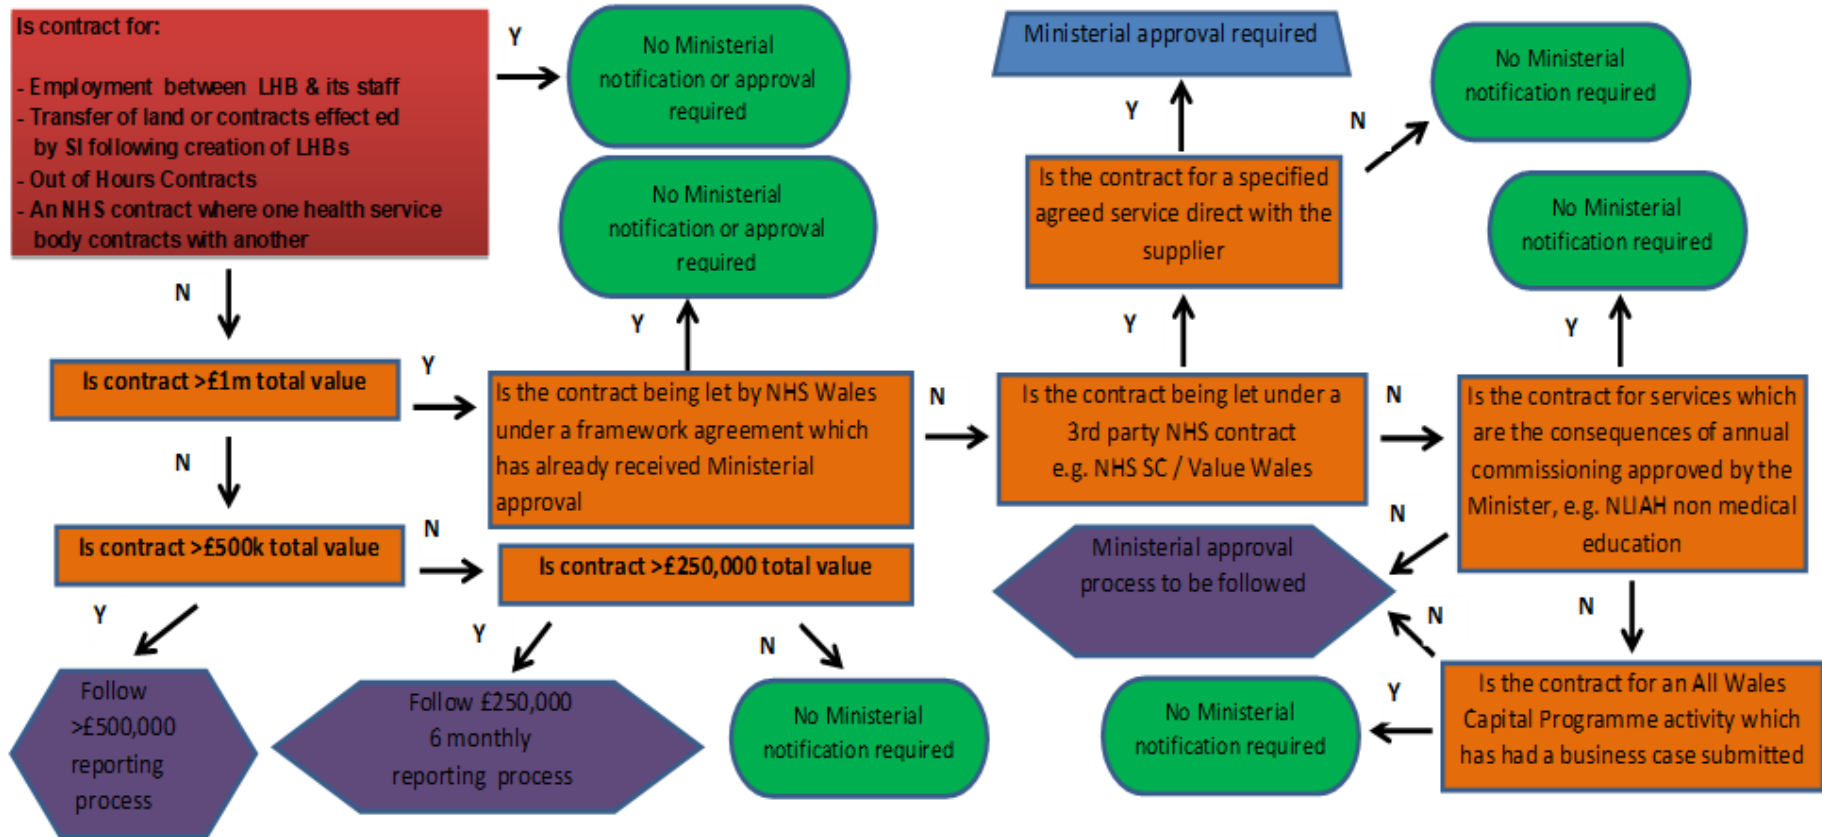 Is contract for:
- Employment between LHB & its staff
- Transfer of land or contracts effect ed
by SI following creation of LHBs
- Out of Hours Contracts
- An NHS contract where one health service
body contracts with another
Y
No Ministerial
notification or approval
required
N
Is contract >£1m total value
Y
Is the contract being let by NHS Wales
under a framework agreement which
has already received Ministerial
approval
Y
No Ministerial
notification or approval
required
N
Is the contract being let under a
3rd party NHS contract
e.g. NHS SC / Value Wales
Y
Is the contract for a specified
agreed service direct with the
supplier
Y
Ministerial approval required
N
No Ministerial
notification required
N
Is the contract for services which
are the consequences of annual
commissioning approved by the
Minister, e.g. NLIAH non medical
education
Y
No Ministerial
notification required
N
Ministerial approval
process to be followed
N
Is the contract for an All Wales
Capital Programme activity which
has had a business case submitted
N
Y
No Ministerial
notification required
N
Is contract >£500k total value
Y
Follow
>£500,000
reporting
process
N
Is contract >£250,000 total value
Y
Follow £250,000
6 monthly
reporting process
N
No Ministerial
notification required